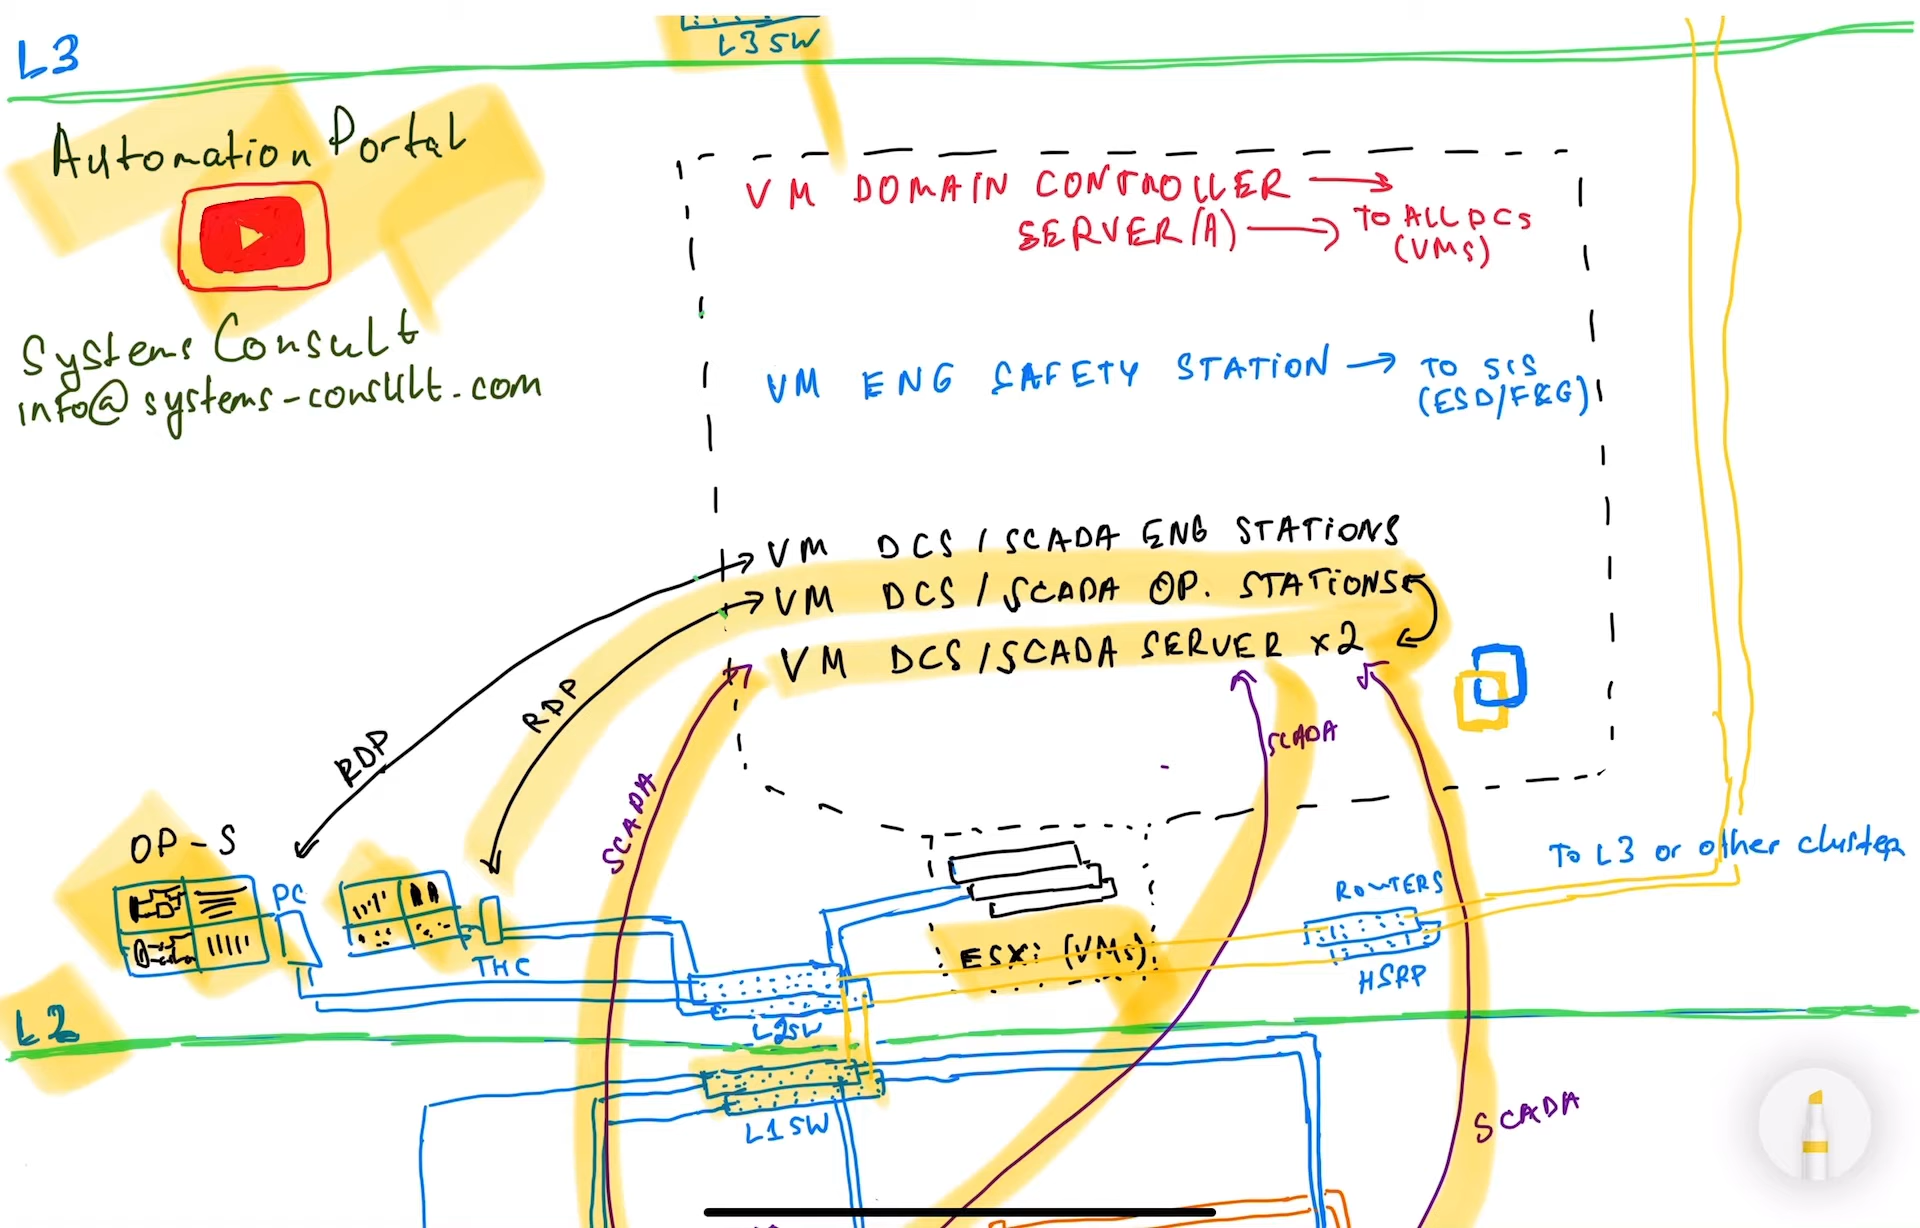 L3
L3SW
Automation Portal
Systems Consult
info@systems-consult.com
VM DOMAIN CONTROLLER
SERVER(A)
TO ALL DCS
(VMs)
VM ENG SAFETY STATION
TO SIS
(ESD/F&G)
VM DCS/SCADA ENG STATIONS
VM DCS/SCADA OP. STATIONS
VM DCS/SCADA SERVER x2
RDP
RDP
SCADA
SCADA
OP-S
PC
THC
ESXi (VMs)
ROUTERS
HSRP
To L3 or other cluster
L2
L2SW
L1SW
SCADA